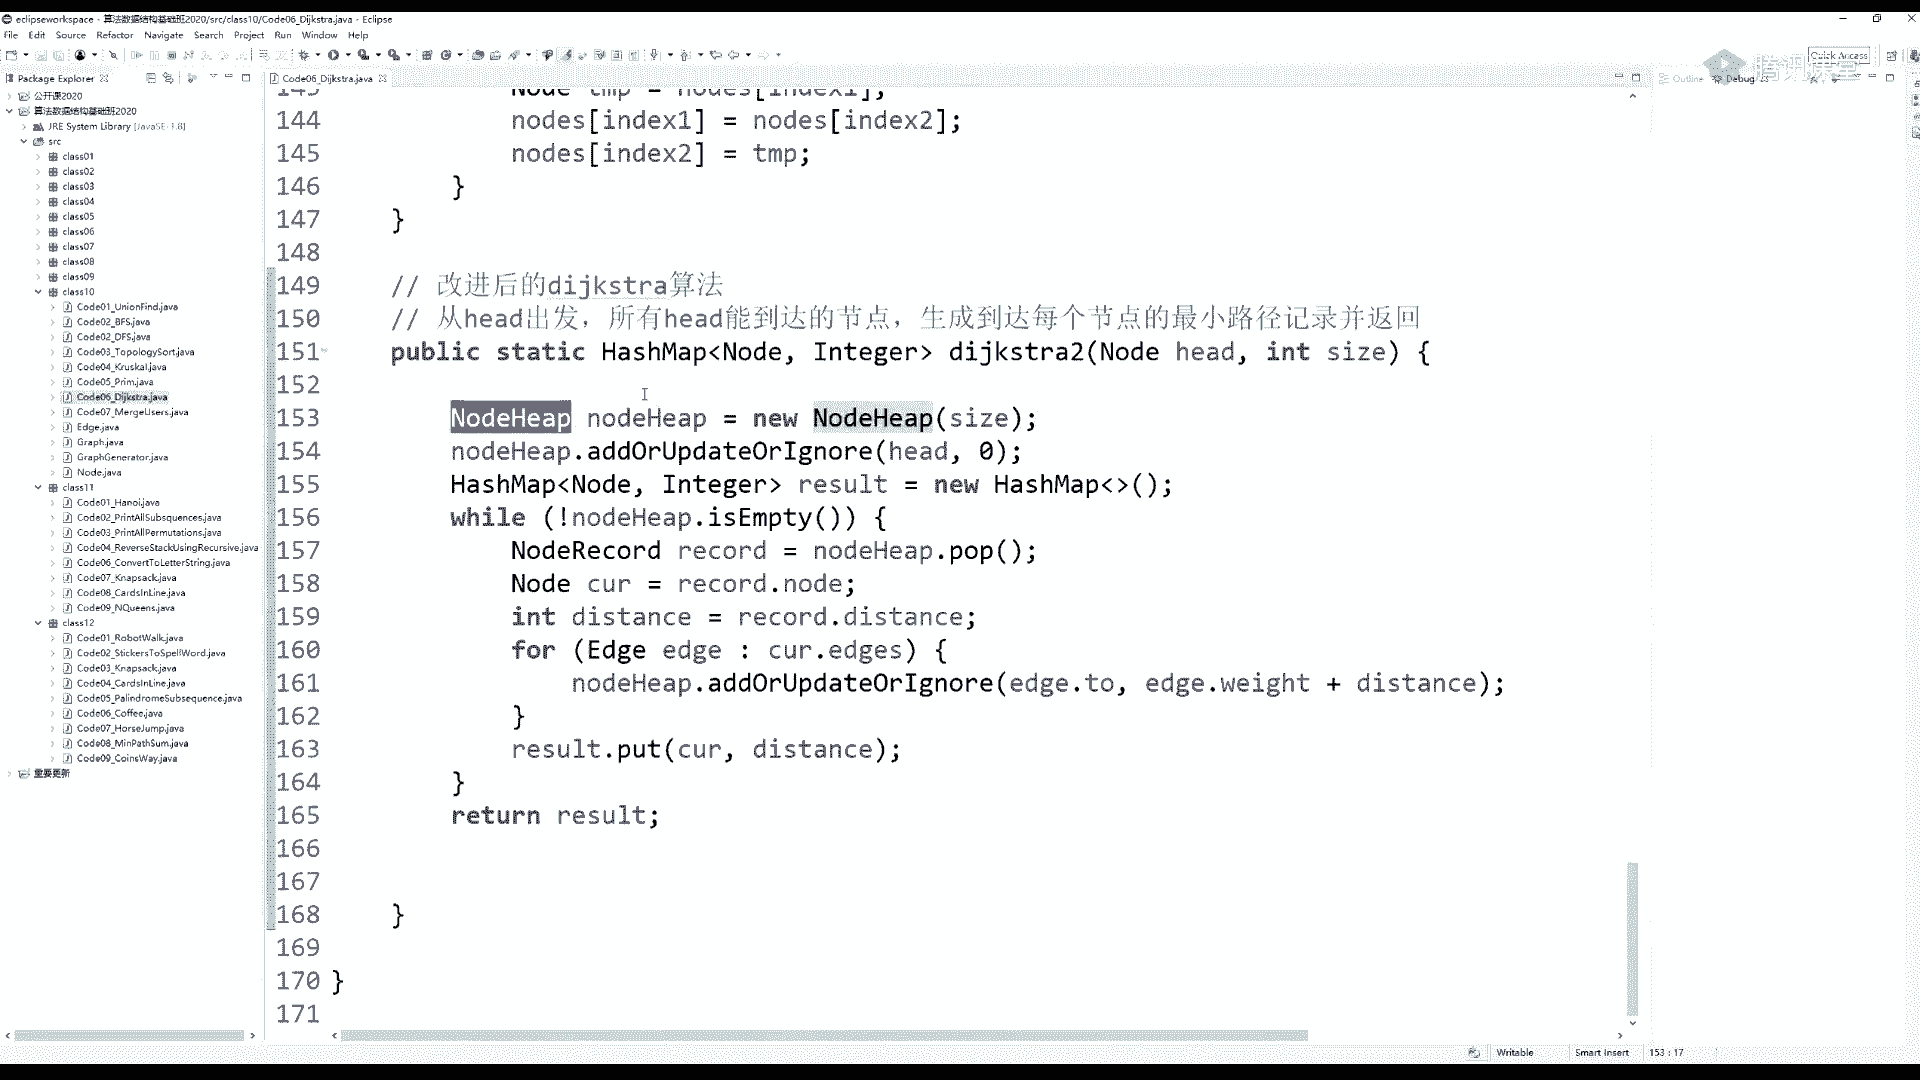 eclipseworkspace - 算法数据结构基础班2020/src/class10/Code06_Dijkstra.java - Eclipse
File Edit Source Refactor Navigate Search Project Run Window Help
Quick Access
腾讯课堂
Package Explorer
Code06_Dijkstra.java
Outline
Debug
公开课2020
算法数据结构基础班2020
JRE System Library [JavaSE-1.8]
src
class01
class02
class03
class04
class05
class06
class07
class08
class09
class10
Code01_UnionFind.java
Code02_BFS.java
Code02_DFS.java
Code03_TopologySort.java
Code04_Kruskal.java
Code05_Prim.java
Code06_Dijkstra.java
Code07_MergeUsers.java
Edge.java
Graph.java
GraphGenerator.java
Node.java
class11
Code01_Hanoi.java
Code02_PrintAllSubsquences.java
Code03_PrintAllPermutations.java
Code04_ReverseStackUsingRecursive.java
Code06_ConvertToLetterString.java
Code07_Knapsack.java
Code08_CardsInLine.java
Code09_NQueens.java
class12
Code01_RobotWalk.java
Code02_StickersToSpellWord.java
Code03_Knapsack.java
Code04_CardsInLine.java
Code05_PalindromeSubsequence.java
Code06_Coffee.java
Code07_HorseJump.java
Code08_MinPathSum.java
Code09_CoinsWay.java
重要更新
143 Node tmp = nodes[index1];
144 nodes[index1] = nodes[index2];
145 nodes[index2] = tmp;
146 }
147 }
148
149 // 改进后的dijkstra算法
150 // 从head出发，所有head能到达的节点，生成到达每个节点的最小路径记录并返回
151 public static HashMap<Node, Integer> dijkstra2(Node head, int size) {
152
153 NodeHeap nodeHeap = new NodeHeap(size);
154 nodeHeap.addOrUpdateOrIgnore(head, 0);
155 HashMap<Node, Integer> result = new HashMap<>();
156 while (!nodeHeap.isEmpty()) {
157 NodeRecord record = nodeHeap.pop();
158 Node cur = record.node;
159 int distance = record.distance;
160 for (Edge edge : cur.edges) {
161 nodeHeap.addOrUpdateOrIgnore(edge.to, edge.weight + distance);
162 }
163 result.put(cur, distance);
164 }
165 return result;
166
167
168 }
169
170 }
171
Writable Smart Insert 153 : 17